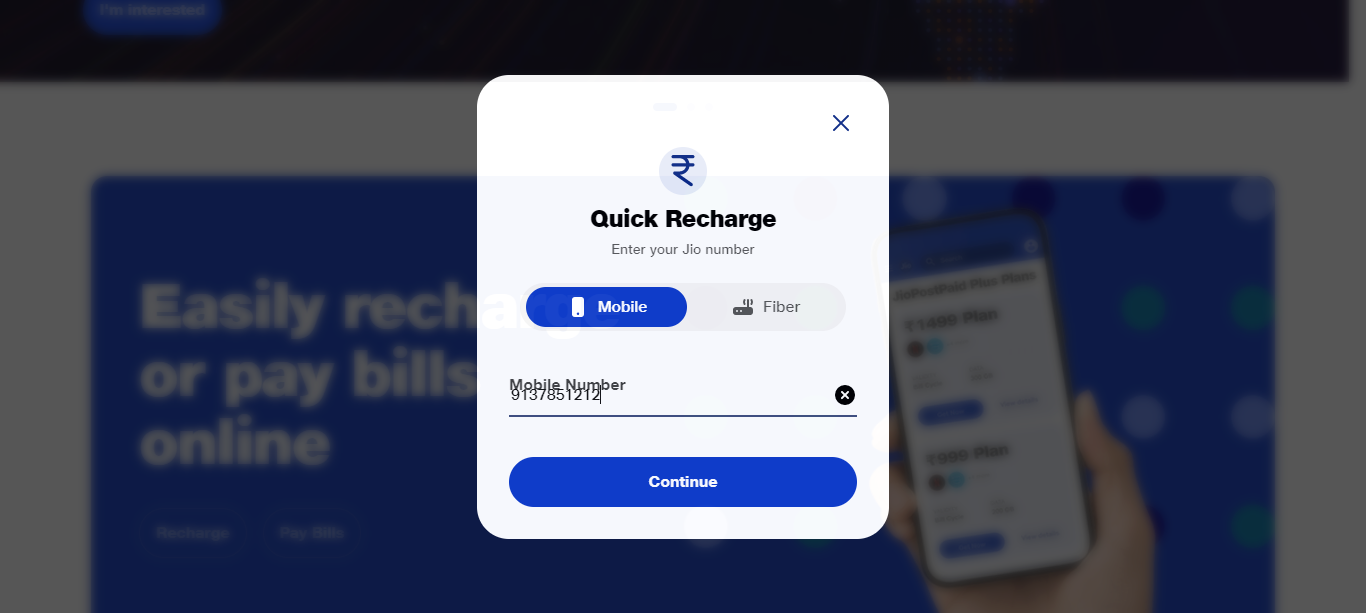 I'm interested
₹
Quick Recharge
Enter your Jio number
Mobile
Fiber
Mobile Number
9137851212
Continue
Easily recharge
or pay bills
online
Recharge
Pay Bills
JioPostPaid Plus Plans
₹1499 Plan
₹999 Plan